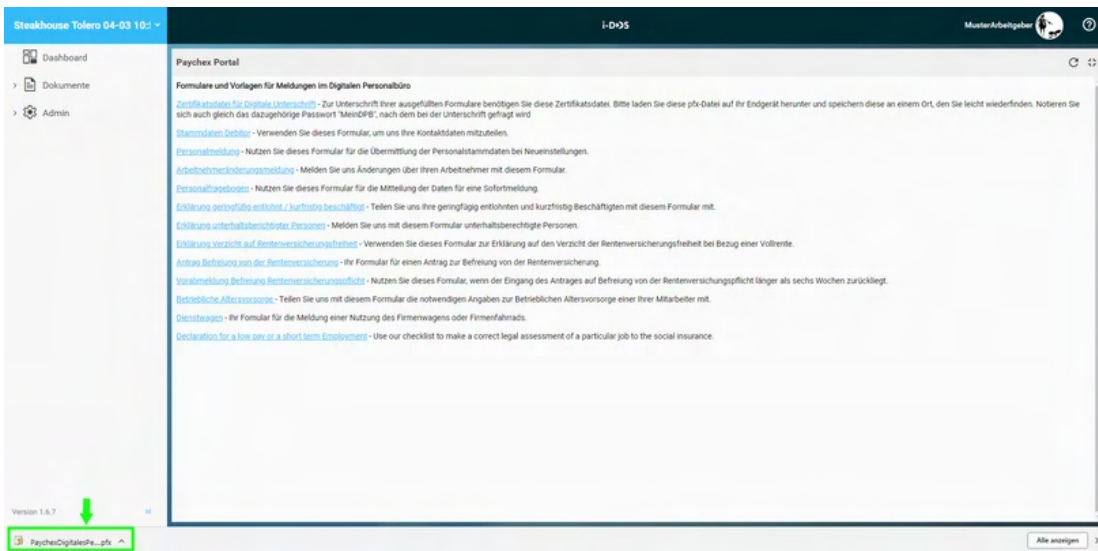 Steakhouse Tolero 04-03 10:
i-DOS
MusterArbeitgeber
Dashboard
Dokumente
Admin
Paychex Portal
Formulare und Vorlagen für Meldungen im Digitalen Personalbüro
Zertifikatsdatei für Digitale Unterschrift - Zur Unterschrift Ihrer ausgefüllten Formulare benötigen Sie diese Zertifikatsdatei. Bitte laden Sie diese pfx-Datei auf Ihr Endgerät herunter und speichern diese an einem Ort, den Sie leicht wiederfinden. Notieren Sie
sich auch gleich das dazugehörige Passwort "MeinDPB", nach dem bei der Unterschrift gefragt wird
Stammdaten Debitor - Verwenden Sie dieses Formular, um uns Ihre Kontaktdaten mitzuteilen.
Personalmeldung - Nutzen Sie dieses Formular für die Übermittlung der Personalstammdaten bei Neueinstellungen.
Arbeitnehmeränderungsmeldung - Melden Sie uns Änderungen über Ihren Arbeitnehmer mit diesem Formular.
Personalfragebogen - Nutzen Sie dieses Formular für die Mitteilung der Daten für eine Sofortmeldung.
Erklärung geringfügig entlohnt / kurfristig beschäftigt - Teilen Sie uns Ihre geringfügig entlohnten und kurzfristig Beschäftigten mit diesem Formular mit.
Erklärung unterhaltsberichtigter Personen - Melden Sie uns mit diesem Formular unterhaltsberechtigte Personen.
Erklärung Verzicht auf Rentenversicherungsfreiheit - Verwenden Sie dieses Formular zur Erklärung auf den Verzicht der Rentenversicherungsfreiheit bei Bezug einer Vollrente.
Antrag Befreiung von der Rentenversicherung - Ihr Formular für einen Antrag zur Befreiung von der Rentenversicherung.
Vorabmeldung Befreiung Rentenversicherungspflicht - Nutzen Sie dieses Fomular, wenn der Eingang des Antrages auf Befreiung von der Rentenversichungspflicht länger als sechs Wochen zurückliegt.
Betriebliche Altersvorsorge - Teilen Sie uns mit diesem Formular die notwendigen Angaben zur Betrieblichen Altersvorsorge einer Ihrer Mitarbeiter mit.
Dienstwagen - Ihr Fomular für die Meldung einer Nutzung des Firmenwagens oder Firmenfahrrads.
Declaration for a low pay or a short term Employment - Use our checklist to make a correct legal assessment of a particular job to the social insurance.
Version 1.6.7
PaychexDigitalesPe....pfx
Alle anzeigen